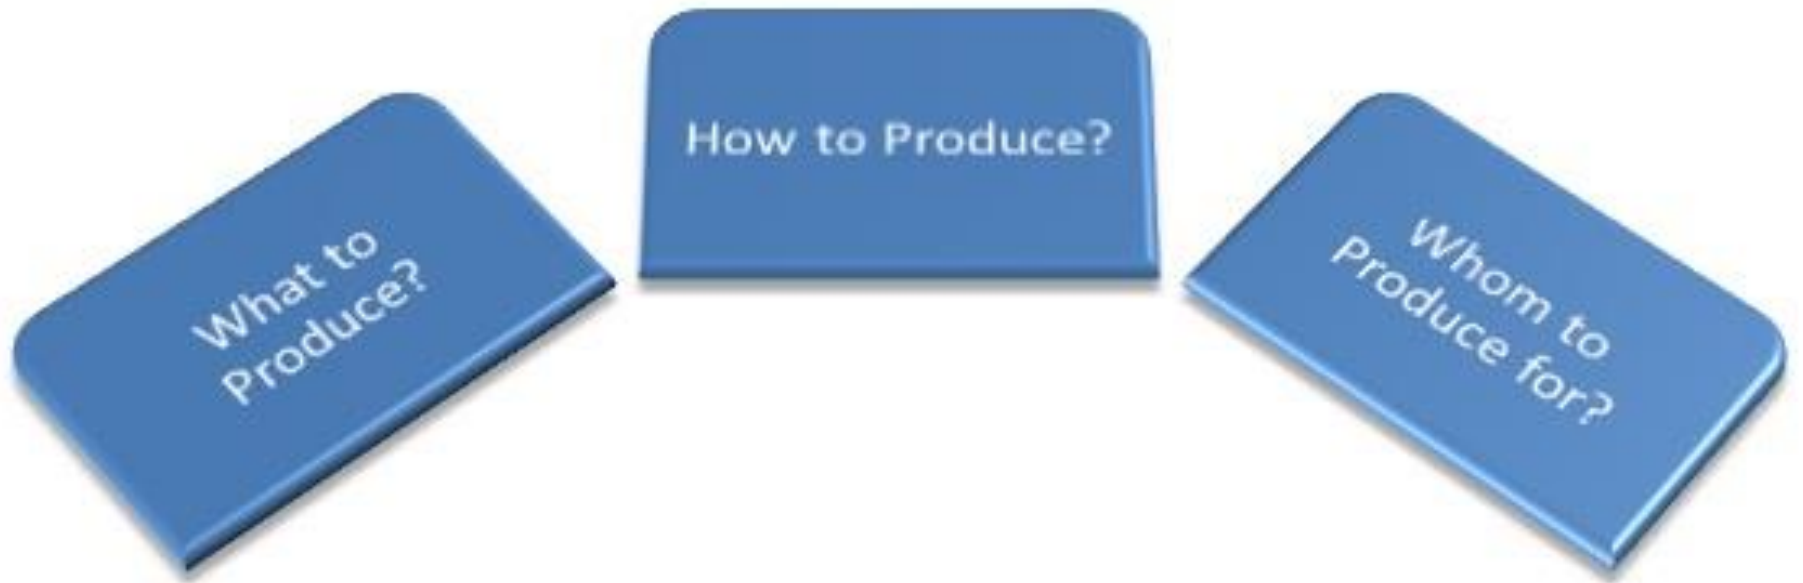 What to
Produce?
How to Produce?
Whom to
Produce for?